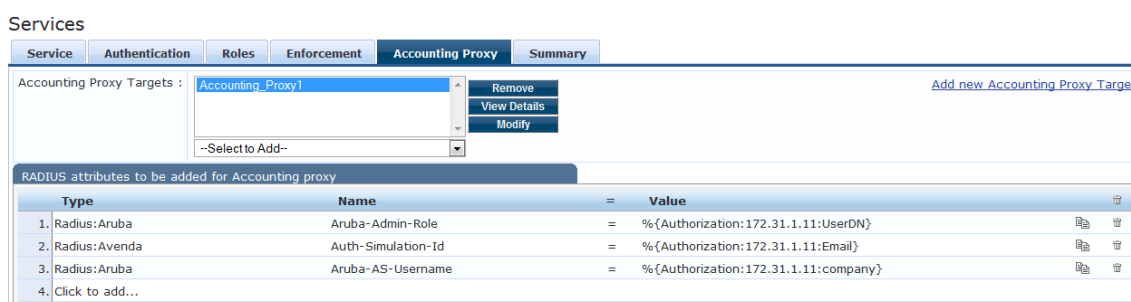 Services
Service Authentication Roles Enforcement Accounting Proxy Summary
Accounting Proxy Targets : Accounting_Proxy1 Remove Add new Accounting Proxy Targe
View Details
Modify
--Select to Add--
RADIUS attributes to be added for Accounting proxy
Type Name = Value
1. Radius:Aruba Aruba-Admin-Role = %{Authorization:172.31.1.11:UserDN}
2. Radius:Avenda Auth-Simulation-Id = %{Authorization:172.31.1.11:Email}
3. Radius:Aruba Aruba-AS-Username = %{Authorization:172.31.1.11:company}
4. Click to add...